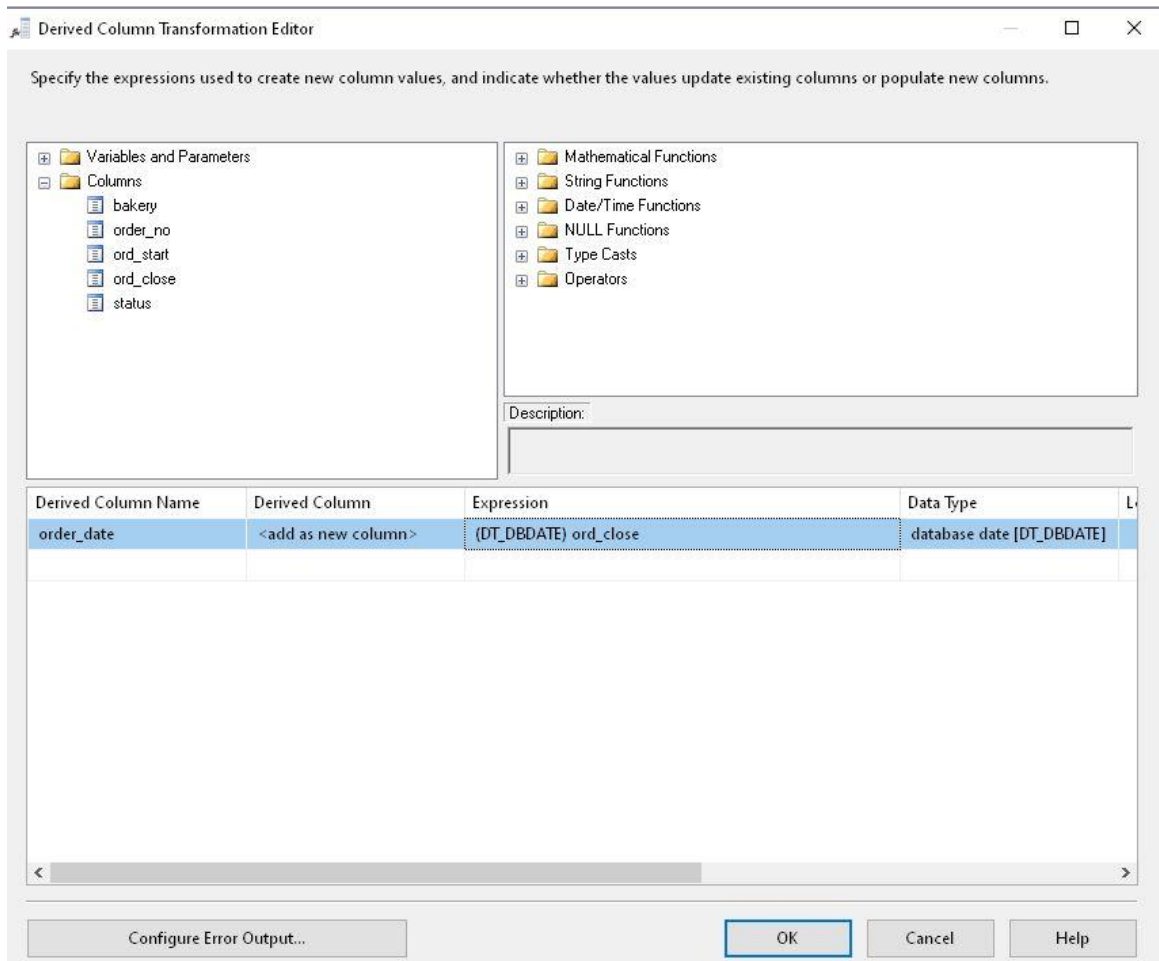 Derived Column Transformation Editor
Specify the expressions used to create new column values, and indicate whether the values update existing columns or populate new columns.
Variables and Parameters
Columns
bakery
order_no
ord_start
ord_close
status
Mathematical Functions
String Functions
Date/Time Functions
NULL Functions
Type Casts
Operators
Description:
Derived Column Name Derived Column Expression Data Type
order_date <add as new column> (DT_DBDATE) ord_close database date [DT_DBDATE]
Configure Error Output... OK Cancel Help